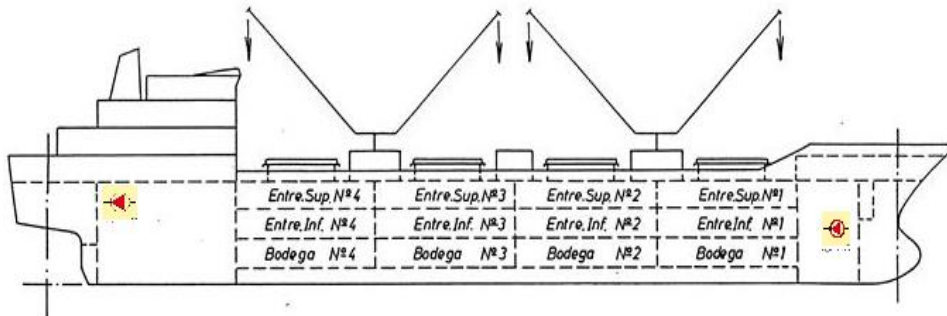 Entre.Sup.Nº4 Entre.Sup.Nº3 Entre.Sup.Nº2 Entre.Sup.Nº1
Entre.Inf. Nº4 Entre.Inf. Nº3 Entre.Inf. Nº2 Entre.Inf. Nº1
Bodega Nº4 Bodega Nº3 Bodega Nº2 Bodega Nº1